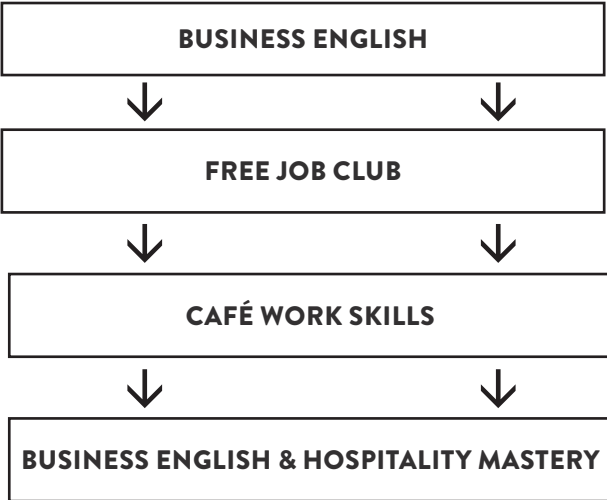 BUSINESS ENGLISH
FREE JOB CLUB
CAFÉ WORK SKILLS
BUSINESS ENGLISH & HOSPITALITY MASTERY